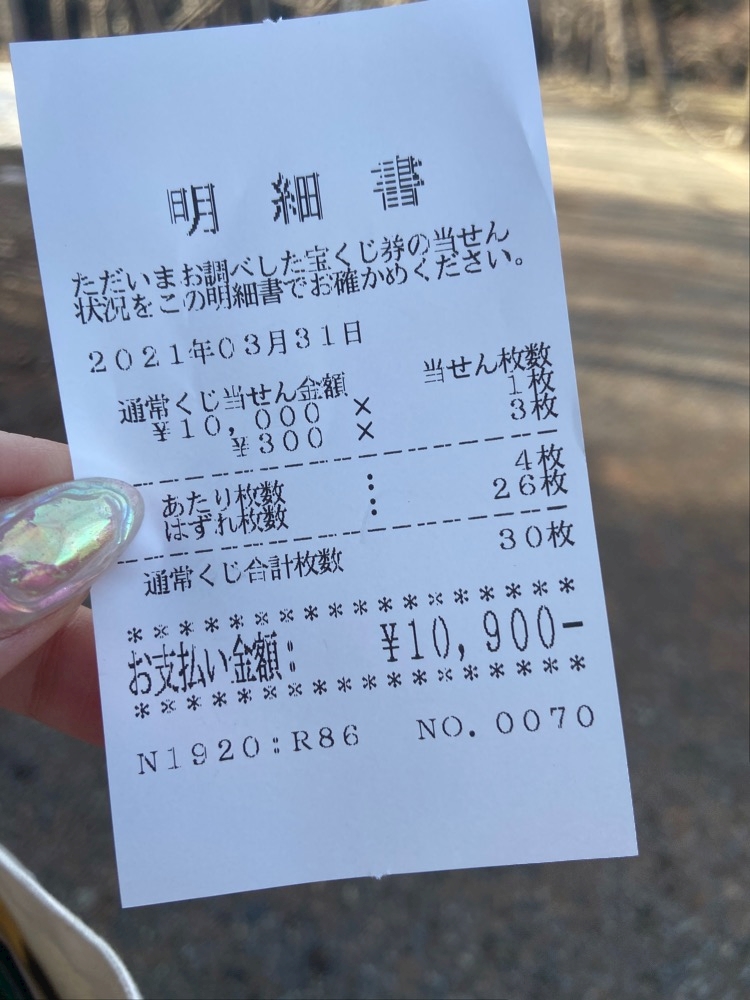 明細書
ただいまお調べした宝くじ券の当せん
状況をこの明細書でお確かめください。
2021年03月31日
通常くじ当せん金額 当せん枚数
¥10,000 × 1枚
¥300 × 3枚
あたり枚数 : 4枚
はずれ枚数 : 26枚
通常くじ合計枚数 30枚
********************
お支払い金額: ¥10,900-
********************
N1920:R86 NO.0070